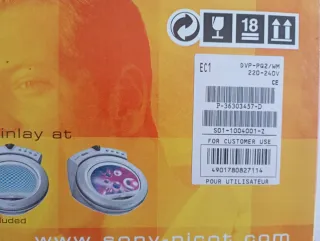 18
EC1
DVP-PQ2/WM
220-240V
CE
P-36303457-D
S01-1004001-Z
FOR CUSTOMER USE
4901780827114
POUR UTILISATEUR
inlay at
cluded
www.sony-picot.com